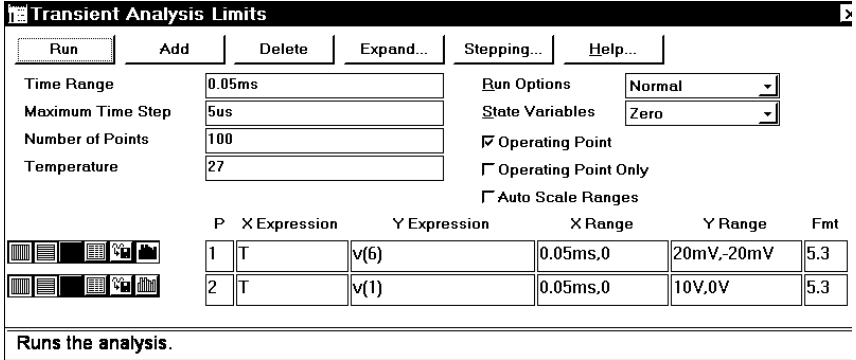 Transient Analysis Limits
Run Add Delete Expand... Stepping... Help...
Time Range 0.05ms Run Options Normal
Maximum Time Step 5us State Variables Zero
Number of Points 100 Operating Point
Temperature 27 Operating Point Only
Auto Scale Ranges
P X Expression Y Expression X Range Y Range Fmt
1 T v(6) 0.05ms,0 20mV,-20mV 5.3
2 T v(1) 0.05ms,0 10V,0V 5.3
Runs the analysis.